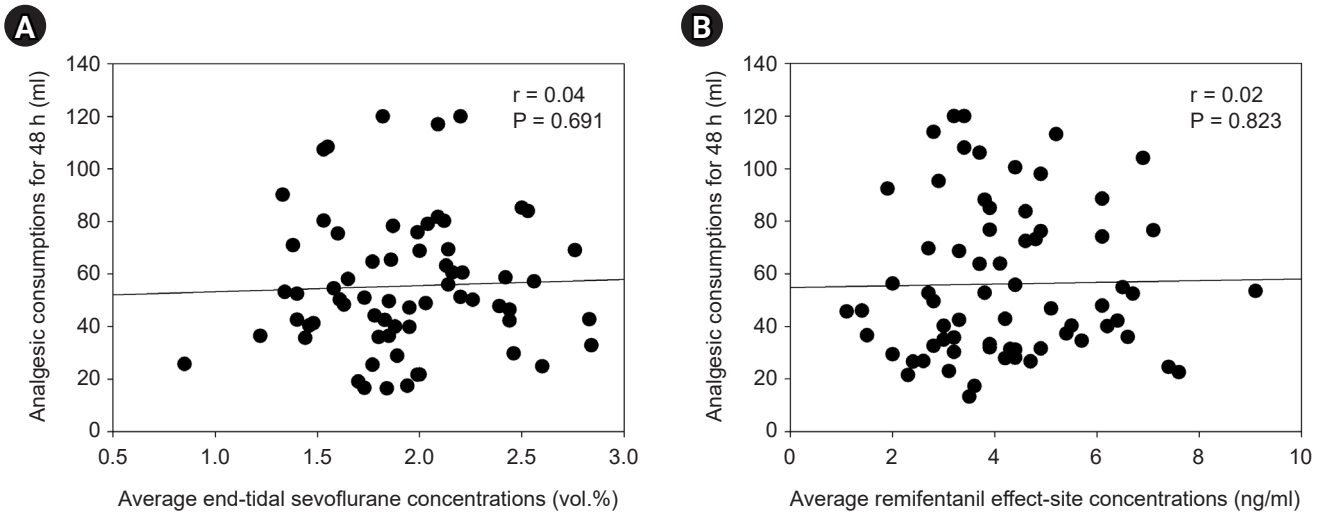 A
Analgesic consumptions for 48 h (ml)
140
120
100
80
60
40
20
0
r = 0.04
P = 0.691
0.5 1.0 1.5 2.0 2.5 3.0
Average end-tidal sevoflurane concentrations (vol.%)
B
Analgesic consumptions for 48 h (ml)
140
120
100
80
60
40
20
0
r = 0.02
P = 0.823
0 2 4 6 8 10
Average remifentanil effect-site concentrations (ng/ml)